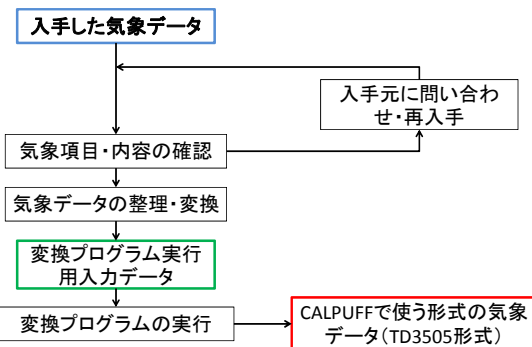 入手した気象データ
入手元に問い合わ
せ・再入手
気象項目・内容の確認
気象データの整理・変換
変換プログラム実行
用入力データ
変換プログラムの実行
CALPUFFで使う形式の気象
データ(TD3505形式)